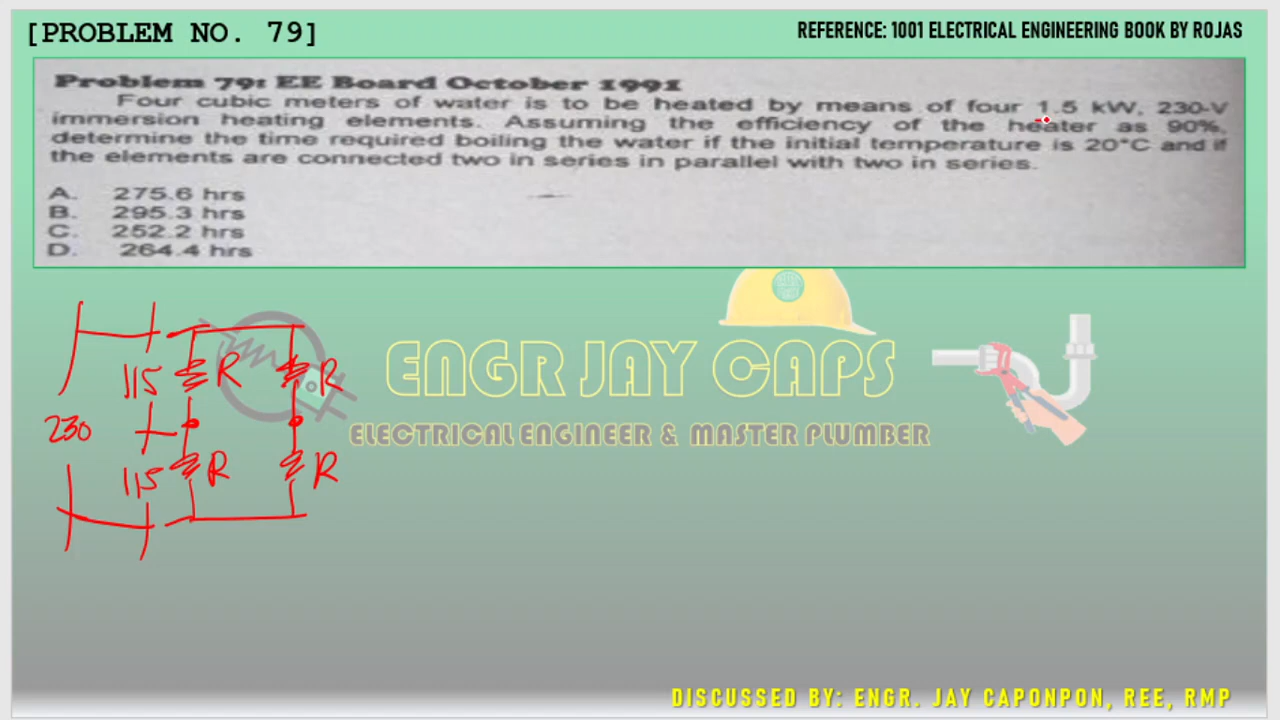 [PROBLEM NO. 79]
REFERENCE: 1001 ELECTRICAL ENGINEERING BOOK BY ROJAS
Problem 79: EE Board October 1991
Four cubic meters of water is to be heated by means of four 1.5 kW, 230-V
immersion heating elements. Assuming the efficiency of the heater as 90%,
determine the time required boiling the water if the initial temperature is 20°C and if
the elements are connected two in series in parallel with two in series.
A. 275.6 hrs
B. 295.3 hrs
C. 252.2 hrs
D. 264.4 hrs
115 R R
230
115 R R
ENGR JAY CAPS
ELECTRICAL ENGINEER & MASTER PLUMBER
DISCUSSED BY: ENGR. JAY CAPONPON, REE, RMP